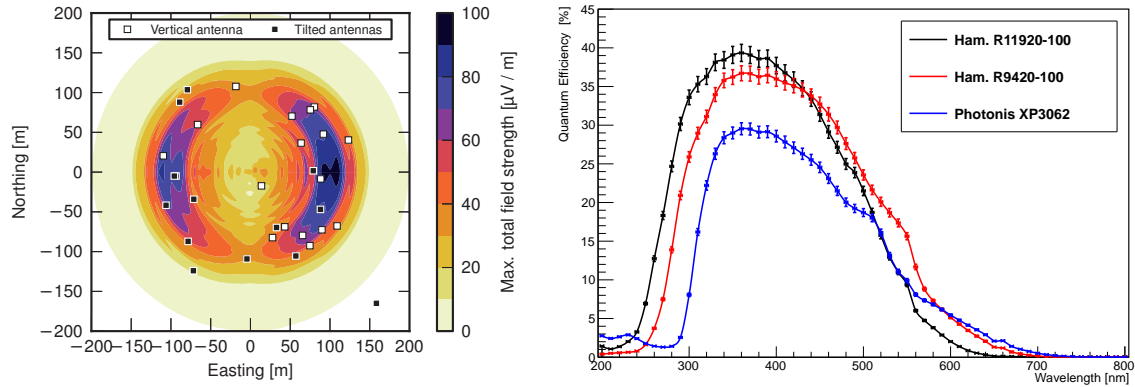 Vertical antenna Tilted antennas
200
150
100
50
0
−50
−100
−150
−200
−200 −150 −100 −50 0 50 100 150 200
Northing [m]
Easting [m]
100
80
60
40
20
0
Max. total field strength [μV / m]
Quantum Efficiency [%]
45
40
35
30
25
20
15
10
5
0
200 300 400 500 600 700 800
Wavelength [nm]
Ham. R11920-100
Ham. R9420-100
Photonis XP3062